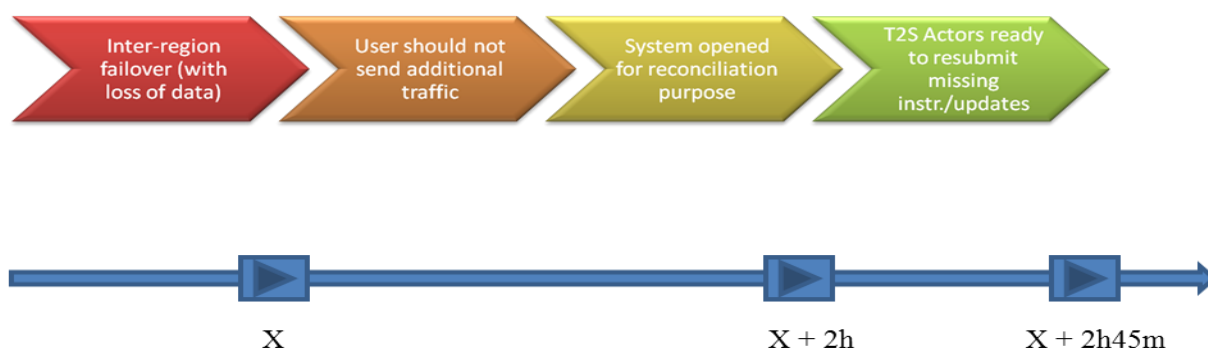 Inter-region
failover (with
loss of data)
User should not
send additional
traffic
System opened
for reconciliation
purpose
T2S Actors ready
to resubmit
missing
instr./updates
X
X + 2h
X + 2h45m